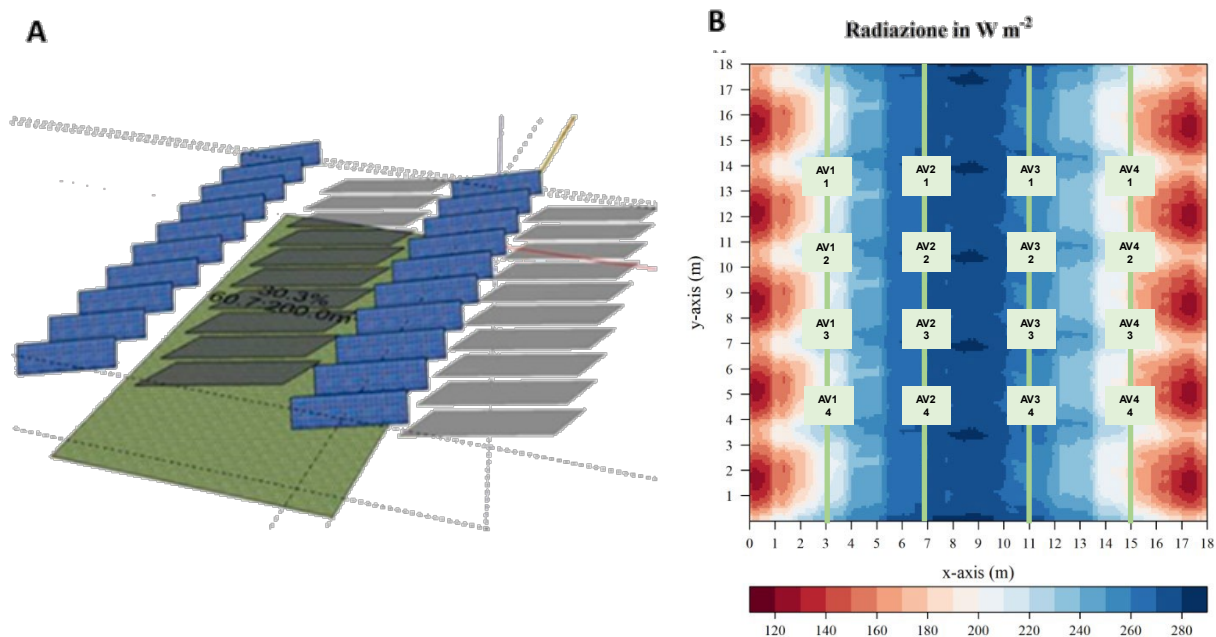 A
30.3%
60.7:200.0m²
B
Radiazione in W m⁻²
18
17
16
15
14
13
12
11
10
9
8
7
6
5
4
3
2
1
y-axis (m)
AV1
1
AV2
1
AV3
1
AV4
1
AV1
2
AV2
2
AV3
2
AV4
2
AV1
3
AV2
3
AV3
3
AV4
3
AV1
4
AV2
4
AV3
4
AV4
4
0 1 2 3 4 5 6 7 8 9 10 11 12 13 14 15 16 17 18
x-axis (m)
120 140 160 180 200 220 240 260 280